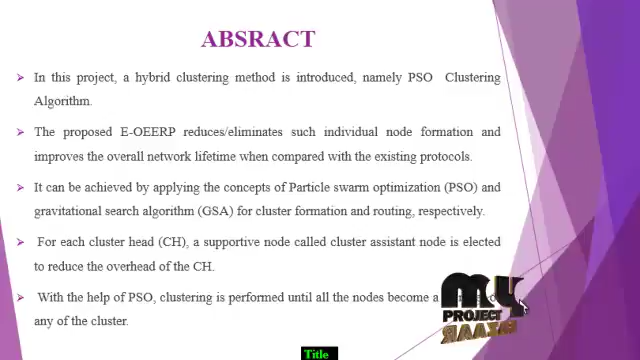 ABSRACT
In this project, a hybrid clustering method is introduced, namely PSO Clustering
Algorithm.
The proposed E-OEERP reduces/eliminates such individual node formation and
improves the overall network lifetime when compared with the existing protocols.
It can be achieved by applying the concepts of Particle swarm optimization (PSO) and
gravitational search algorithm (GSA) for cluster formation and routing, respectively.
For each cluster head (CH), a supportive node called cluster assistant node is elected
to reduce the overhead of the CH.
With the help of PSO, clustering is performed until all the nodes become a
any of the cluster.
my
PROJECT
BAZAAR
Title